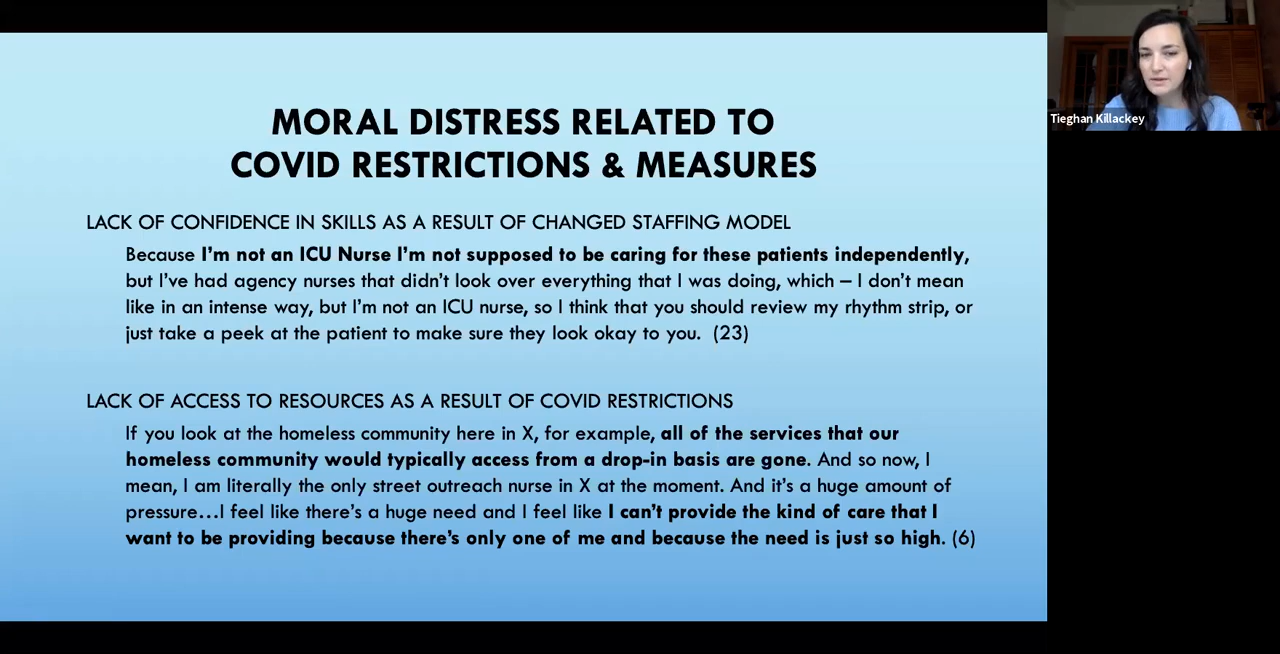 MORAL DISTRESS RELATED TO
COVID RESTRICTIONS & MEASURES
LACK OF CONFIDENCE IN SKILLS AS A RESULT OF CHANGED STAFFING MODEL
Because I'm not an ICU Nurse I'm not supposed to be caring for these patients independently,
but I've had agency nurses that didn't look over everything that I was doing, which – I don't mean
like in an intense way, but I'm not an ICU nurse, so I think that you should review my rhythm strip, or
just take a peek at the patient to make sure they look okay to you. (23)
LACK OF ACCESS TO RESOURCES AS A RESULT OF COVID RESTRICTIONS
If you look at the homeless community here in X, for example, all of the services that our
homeless community would typically access from a drop-in basis are gone. And so now, I
mean, I am literally the only street outreach nurse in X at the moment. And it's a huge amount of
pressure…I feel like there's a huge need and I feel like I can't provide the kind of care that I
want to be providing because there's only one of me and because the need is just so high. (6)
Tieghan Killackey